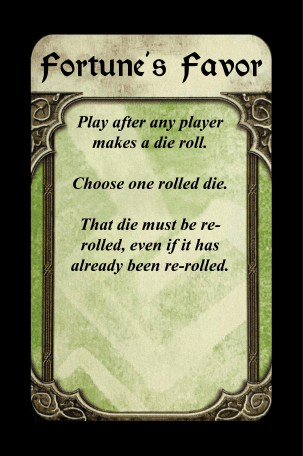 Fortune's Favor
Play after any player
makes a die roll.
Choose one rolled die.
That die must be re-
rolled, even if it has
already been re-rolled.